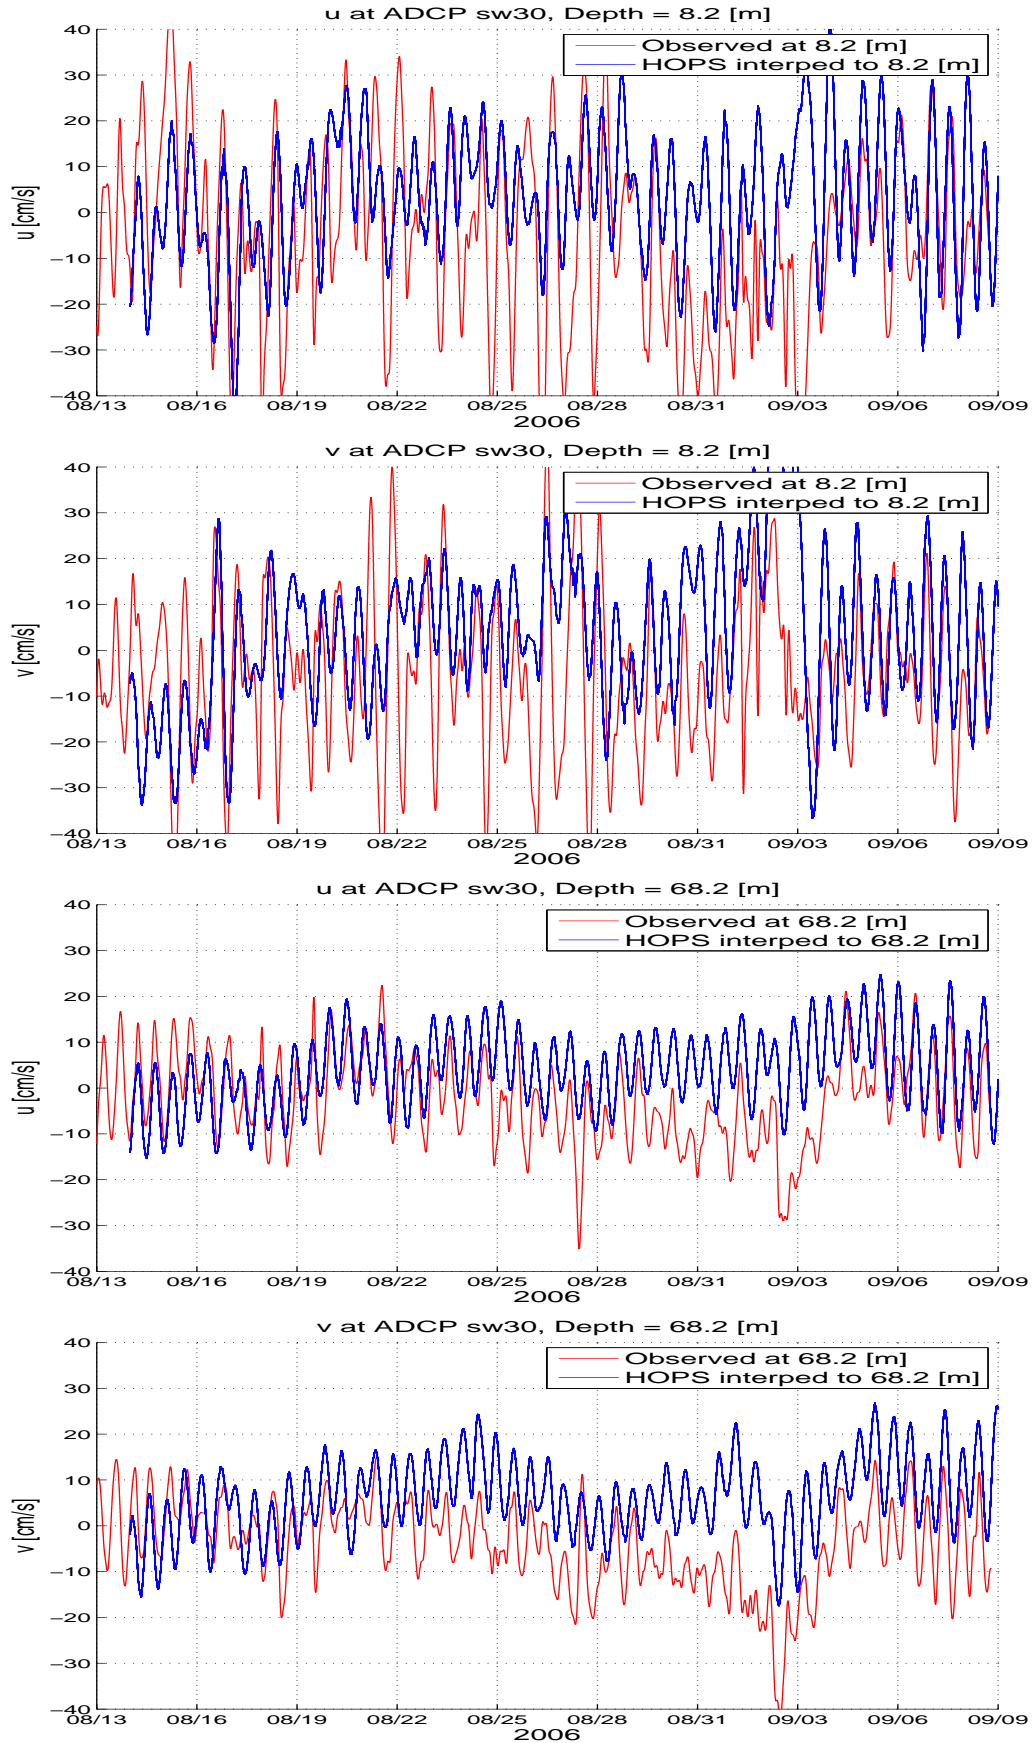 u at ADCP sw30, Depth = 8.2 [m]
40
30
20
10
0
−10
−20
−30
−40
u [cm/s]
Observed at 8.2 [m]
HOPS interped to 8.2 [m]
08/13 08/16 08/19 08/22 08/25 08/28 08/31 09/03 09/06 09/09
2006
v at ADCP sw30, Depth = 8.2 [m]
40
30
20
10
0
−10
−20
−30
−40
v [cm/s]
Observed at 8.2 [m]
HOPS interped to 8.2 [m]
08/13 08/16 08/19 08/22 08/25 08/28 08/31 09/03 09/06 09/09
2006
u at ADCP sw30, Depth = 68.2 [m]
40
30
20
10
0
−10
−20
−30
−40
u [cm/s]
Observed at 68.2 [m]
HOPS interped to 68.2 [m]
08/13 08/16 08/19 08/22 08/25 08/28 08/31 09/03 09/06 09/09
2006
v at ADCP sw30, Depth = 68.2 [m]
40
30
20
10
0
−10
−20
−30
−40
v [cm/s]
Observed at 68.2 [m]
HOPS interped to 68.2 [m]
08/13 08/16 08/19 08/22 08/25 08/28 08/31 09/03 09/06 09/09
2006